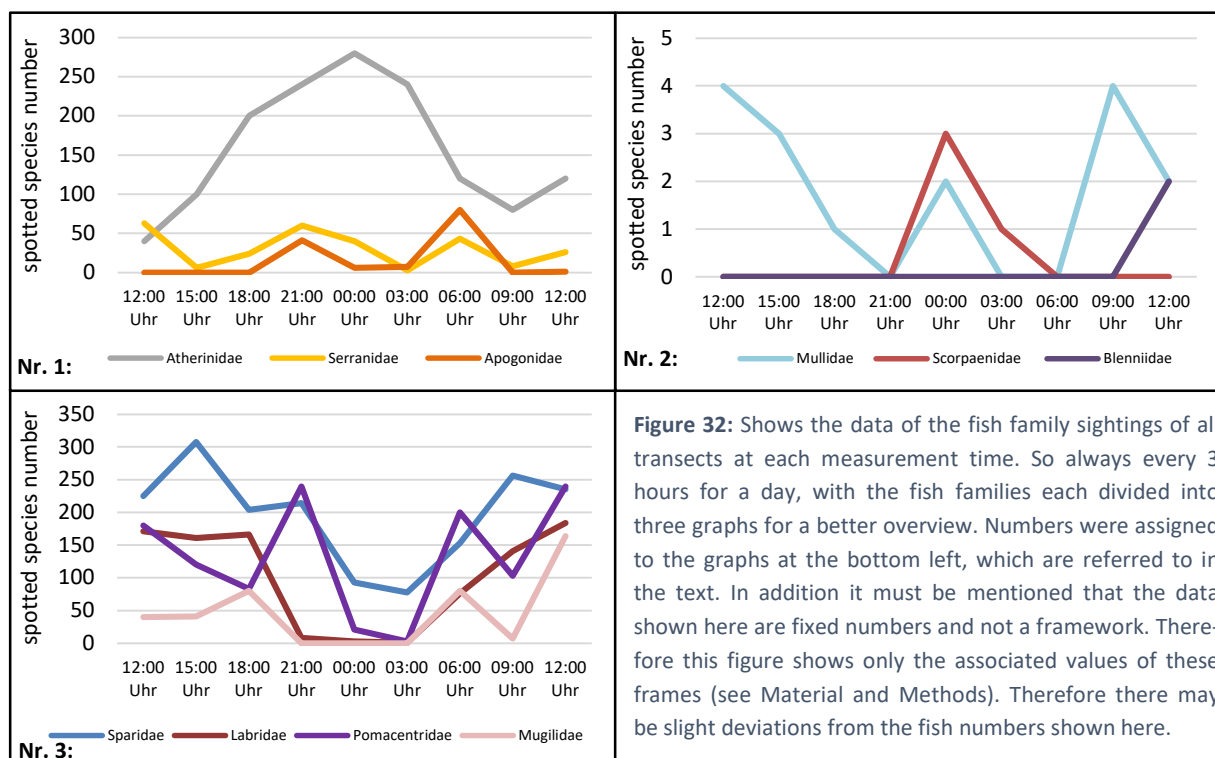 300
250
200
150
100
50
0
spotted species number
12:00 15:00 18:00 21:00 00:00 03:00 06:00 09:00 12:00
Uhr Uhr Uhr Uhr Uhr Uhr Uhr Uhr Uhr
Nr. 1: Atherinidae Serranidae Apogonidae
5
4
3
2
1
0
spotted species number
12:00 15:00 18:00 21:00 00:00 03:00 06:00 09:00 12:00
Uhr Uhr Uhr Uhr Uhr Uhr Uhr Uhr Uhr
Nr. 2: Mullidae Scorpaenidae Blenniidae
350
300
250
200
150
100
50
0
spotted species number
12:00 15:00 18:00 21:00 00:00 03:00 06:00 09:00 12:00
Uhr Uhr Uhr Uhr Uhr Uhr Uhr Uhr Uhr
Sparidae Labridae Pomacentridae Mugilidae
Nr. 3:
Figure 32: Shows the data of the fish family sightings of al
transects at each measurement time. So always every 3
hours for a day, with the fish families each divided into
three graphs for a better overview. Numbers were assigned
to the graphs at the bottom left, which are referred to in
the text. In addition it must be mentioned that the data
shown here are fixed numbers and not a framework. There-
fore this figure shows only the associated values of these
frames (see Material and Methods). Therefore there may
be slight deviations from the fish numbers shown here.